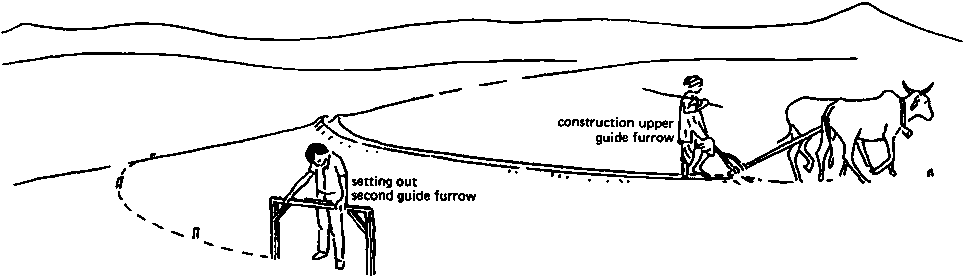 construction upper
guide furrow
setting out
second guide furrow